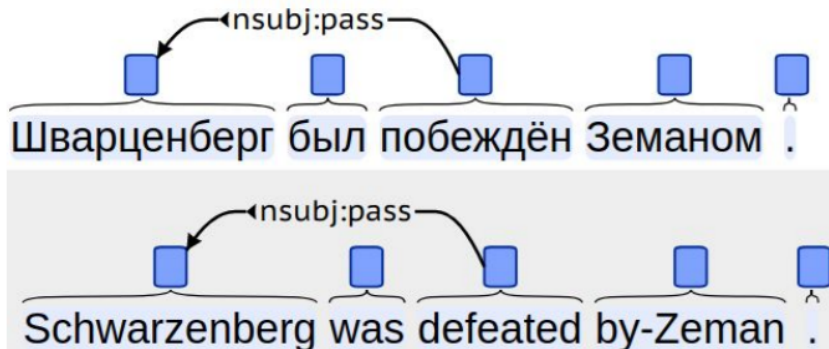 nsubj:pass
Шварценберг был побеждён Земаном .
nsubj:pass
Schwarzenberg was defeated by-Zeman .